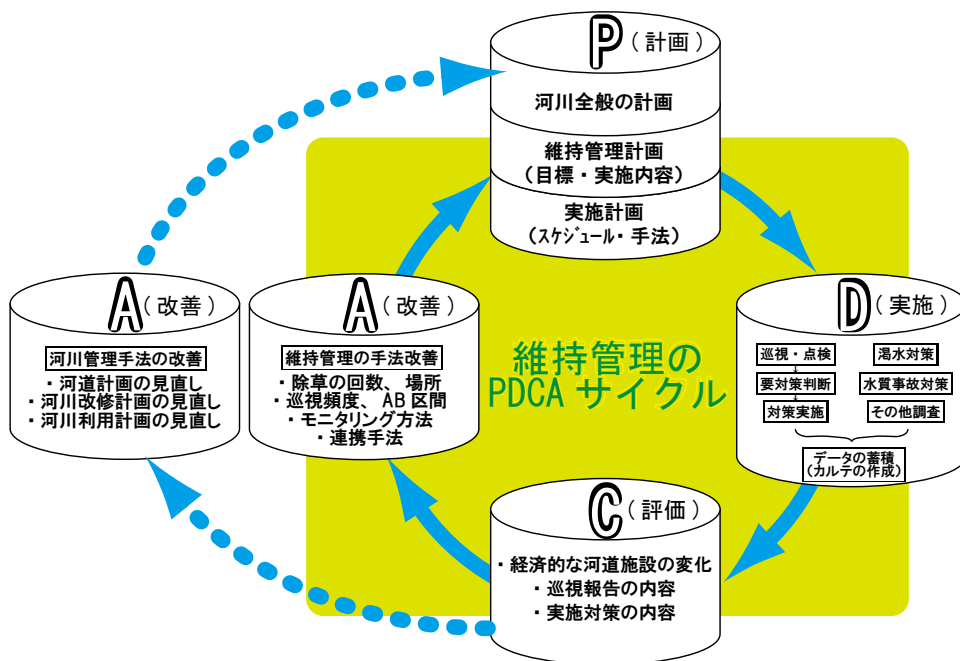 P（計画）
河川全般の計画
維持管理計画
（目標・実施内容）
実施計画
（スケジュール・手法）
A（改善）
河川管理手法の改善
・河道計画の見直し
・河川改修計画の見直し
・河川利用計画の見直し
A（改善）
維持管理の手法改善
・除草の回数、場所
・巡視頻度、AB区間
・モニタリング方法
・連携手法
維持管理の
PDCAサイクル
D（実施）
巡視・点検
渇水対策
要対策判断
水質事故対策
対策実施
その他調査
データの蓄積
(カルテの作成)
C（評価）
・経済的な河道施設の変化
・巡視報告の内容
・実施対策の内容